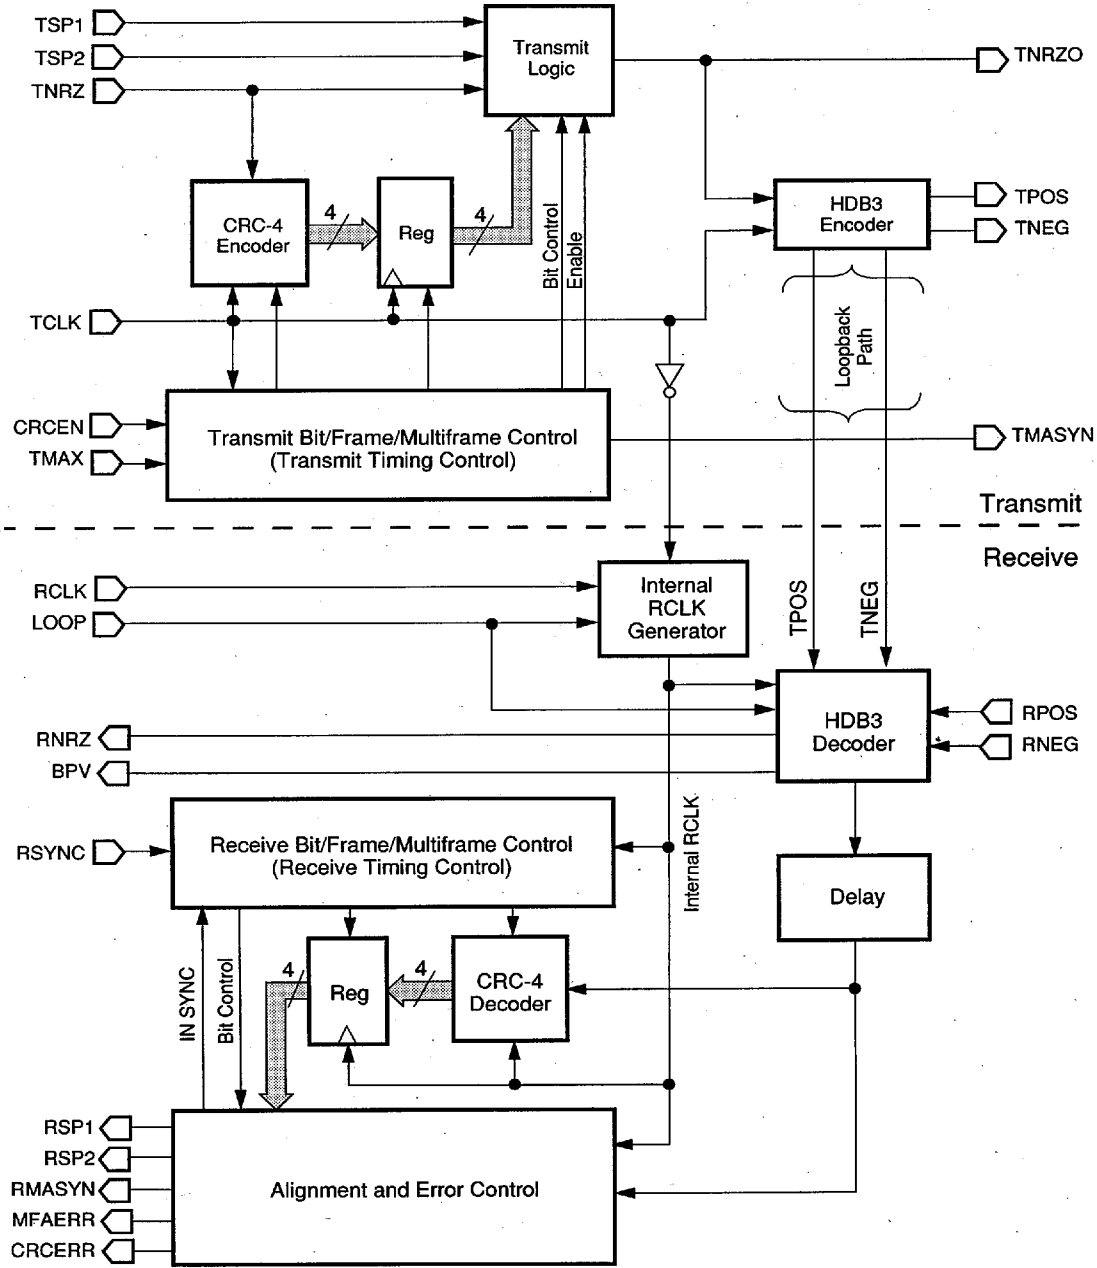 TSP1
TSP2
TNRZ
Transmit
Logic
TNRZO
CRC-4
Encoder
4
Reg
4
Bit Control
Enable
HDB3
Encoder
TPOS
TNEG
TCLK
Loopback
Path
CRCEN
TMAX
Transmit Bit/Frame/Multiframe Control
(Transmit Timing Control)
TMASYN
Transmit
Receive
RCLK
LOOP
Internal
RCLK
Generator
TPOS
TNEG
HDB3
Decoder
RPOS
RNEG
RNRZ
BPV
RSYNC
Receive Bit/Frame/Multiframe Control
(Receive Timing Control)
Internal RCLK
Delay
IN SYNC
Bit Control
4
Reg
4
CRC-4
Decoder
RSP1
RSP2
RMASYN
MFAERR
CRCERR
Alignment and Error Control